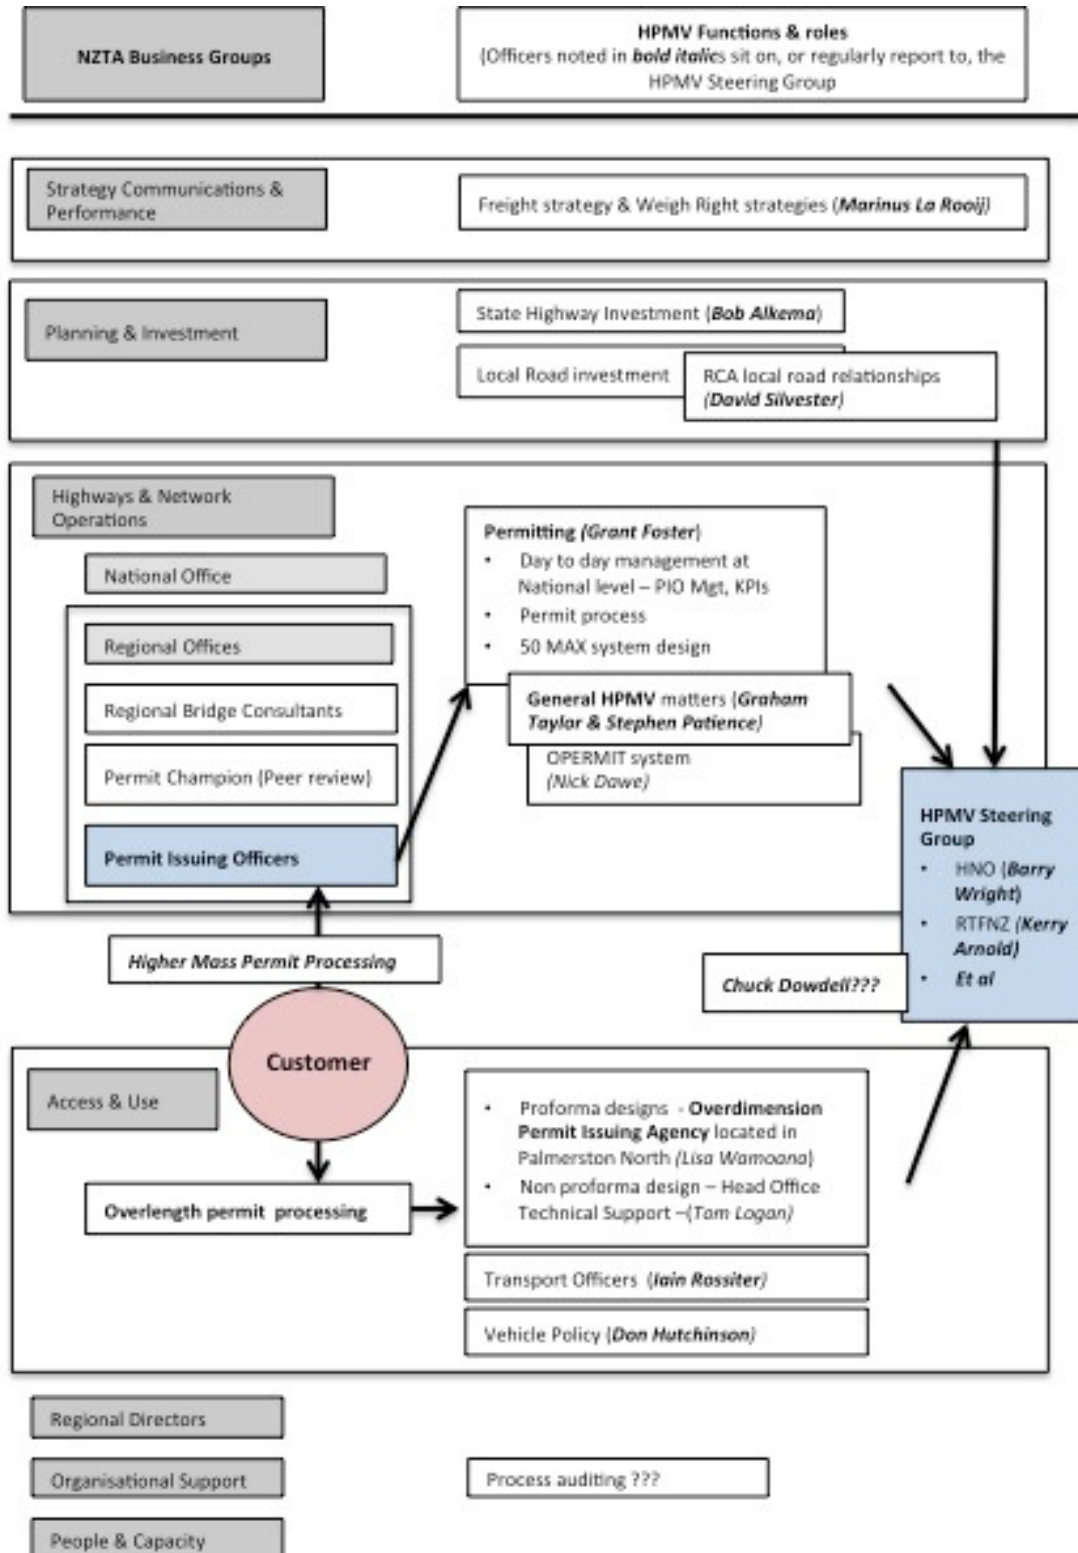 NZTA Business Groups
HPMV Functions & roles
(Officers noted in bold italics sit on, or regularly report to, the
HPMV Steering Group
Strategy Communications &
Performance
Freight strategy & Weigh Right strategies (Marinus La Rooij)
Planning & Investment
State Highway Investment (Bob Alkema)
Local Road investment
RCA local road relationships
(David Silvester)
Highways & Network
Operations
National Office
Regional Offices
Regional Bridge Consultants
Permit Champion (Peer review)
Permit Issuing Officers
Permitting (Grant Foster)
• Day to day management at
National level – PIO Mgt, KPIs
• Permit process
• 50 MAX system design
General HPMV matters (Graham
Taylor & Stephen Patience)
OPERMIT system
(Nick Dawe)
HPMV Steering
Group
• HNO (Barry
Wright)
• RTFNZ (Kerry
Arnold)
• Et al
Higher Mass Permit Processing
Chuck Dowdell???
Customer
Access & Use
Overlength permit processing
• Proforma designs - Overdimension
Permit Issuing Agency located in
Palmerston North (Lisa Wamoana)
• Non proforma design – Head Office
Technical Support –(Tom Logan)
Transport Officers (Iain Rossiter)
Vehicle Policy (Don Hutchinson)
Regional Directors
Organisational Support
Process auditing ???
People & Capacity